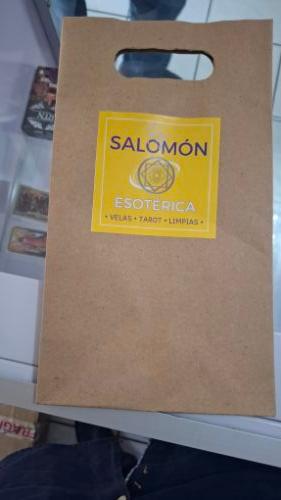 SALOMÓN
ESOTÉRICA
• VELAS • TAROT • LIMPIAS •